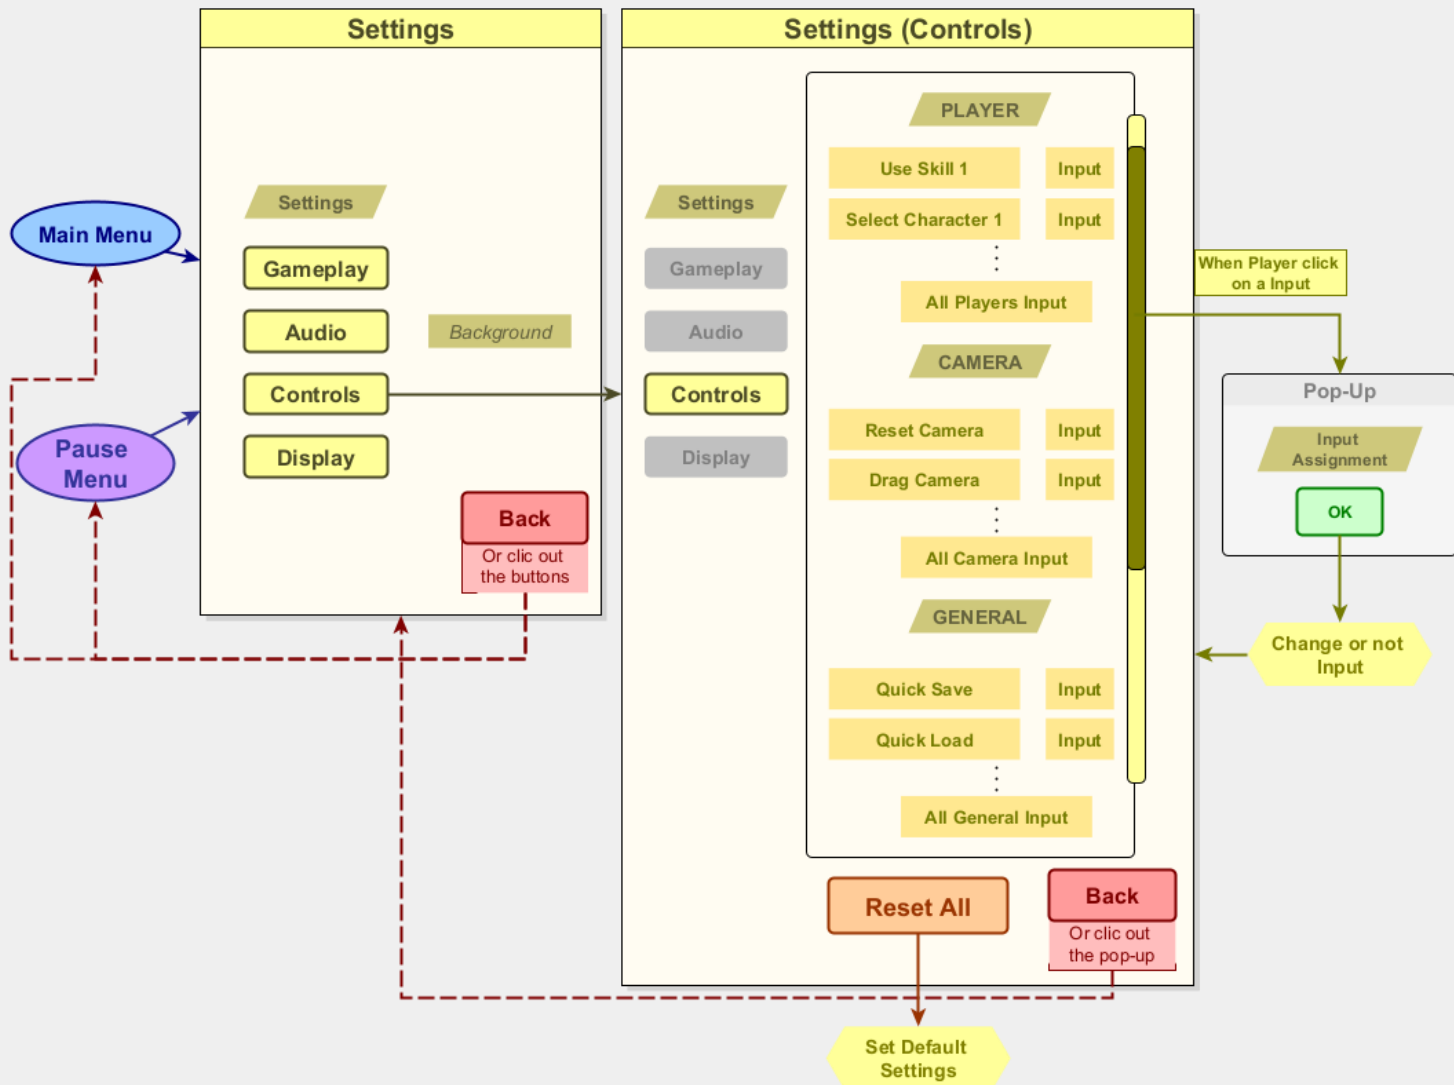 Settings
Settings (Controls)
Main Menu
Pause
Menu
Settings
Gameplay
Audio
Background
Controls
Display
Back
Or clic out
the buttons
Settings
Gameplay
Audio
Controls
Display
PLAYER
Use Skill 1
Input
Select Character 1
Input
All Players Input
CAMERA
Reset Camera
Input
Drag Camera
Input
All Camera Input
GENERAL
Quick Save
Input
Quick Load
Input
All General Input
Reset All
Back
Or clic out
the pop-up
When Player click
on a Input
Pop-Up
Input
Assignment
OK
Change or not
Input
Set Default
Settings